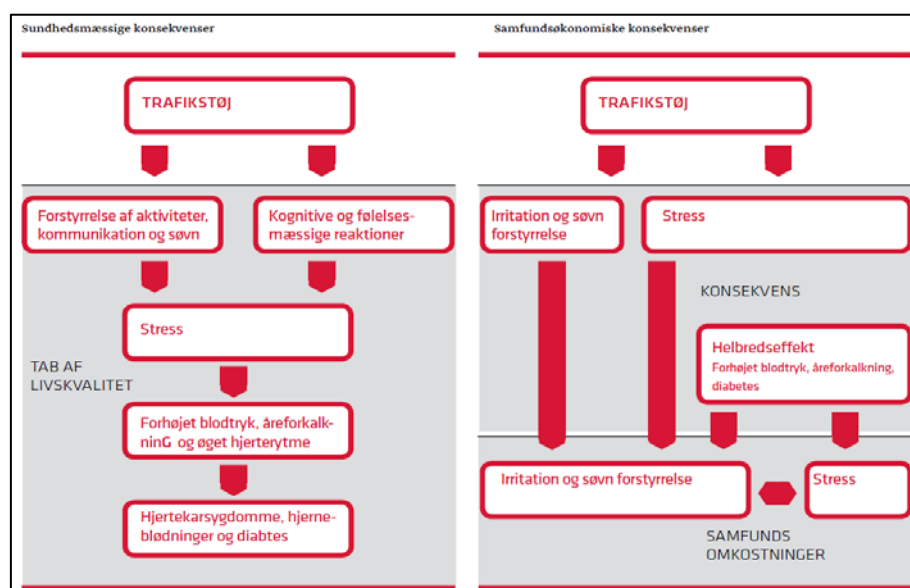 Sundhedsmæssige konsekvenser
TRAFIKSTØJ
Forstyrrelse af aktiviteter,
kommunikation og søvn
Kognitive og følelses-
mæssige reaktioner
Stress
TAB AF
LIVSKVALITET
Forhøjet blodtryk, åreforkalk-
ninG og øget hjerterytme
Hjertekarsygdomme, hjerne-
blødninger og diabtes
Samfundsøkonomiske konsekvenser
TRAFIKSTØJ
Irritation og søvn
forstyrrelse
Stress
KONSEKVENS
Helbredseffekt
Forhøjet blodtryk, åreforkalkning,
diabetes
Irritation og søvn forstyrrelse
Stress
SAMFUNDS
OMKOSTNINGER